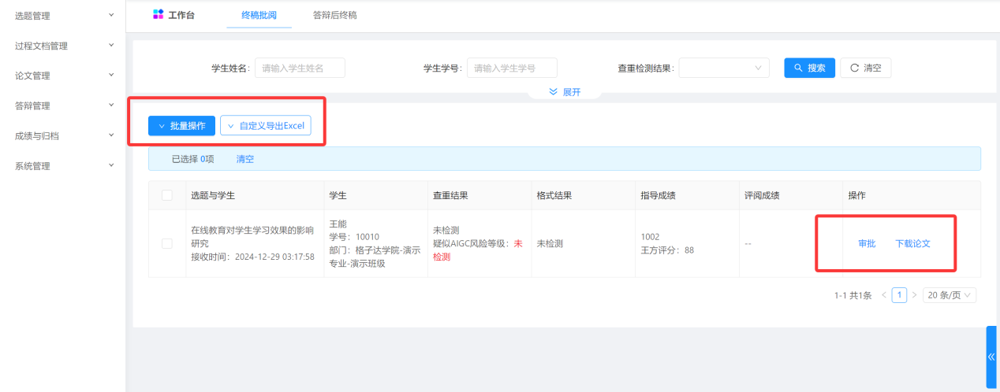 选题管理
过程文档管理
论文管理
答辩管理
成绩与归档
系统管理
工作台 终稿批阅 答辩后终稿
学生姓名: 请输入学生姓名 学生学号: 请输入学生学号 查重检测结果: 搜索 清空
展开
批量操作 自定义导出Excel
已选择 0项 清空
选题与学生 学生 查重结果 格式结果 指导成绩 评阅成绩 操作
在线教育对学生学习效果的影响
研究
接收时间：2024-12-29 03:17:58
王能
学号：10010
部门：格子达学院-演示
专业-演示班级
未检测
疑似AIGC风险等级：未
检测
未检测
1002
王方评分：88
--
审批 下载论文
1-1 共1条 < 1 > 20 条/页